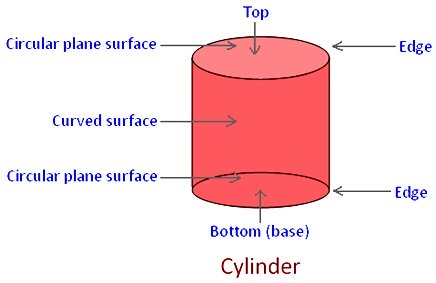 Top
Circular plane surface
Edge
Curved surface
Circular plane surface
Edge
Bottom (base)
Cylinder